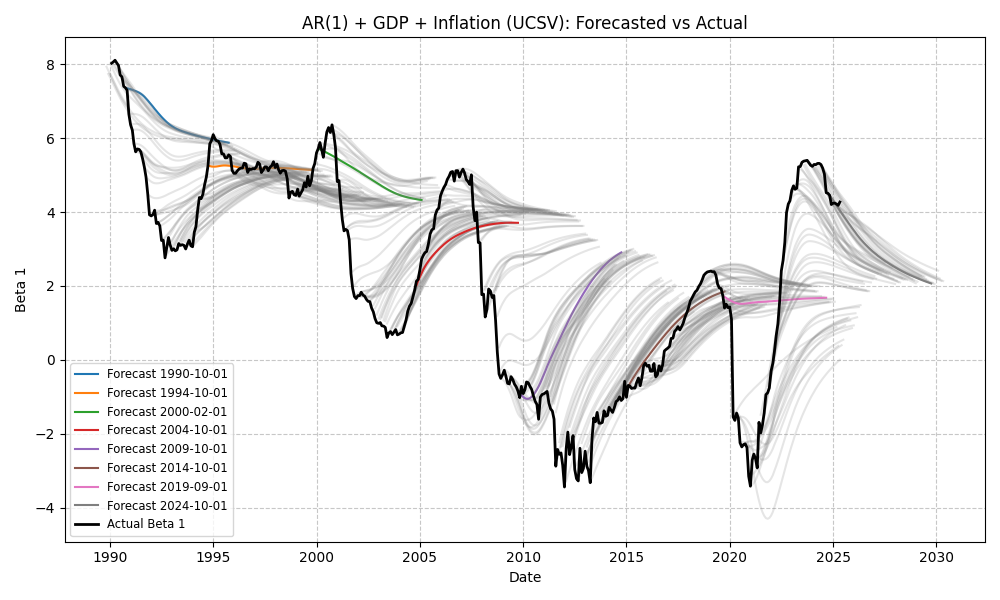 AR(1) + GDP + Inflation (UCSV): Forecasted vs Actual
8
6
4
2
0
−2
−4
Beta 1
Forecast 1990-10-01
Forecast 1994-10-01
Forecast 2000-02-01
Forecast 2004-10-01
Forecast 2009-10-01
Forecast 2014-10-01
Forecast 2019-09-01
Forecast 2024-10-01
Actual Beta 1
1990 1995 2000 2005 2010 2015 2020 2025 2030
Date